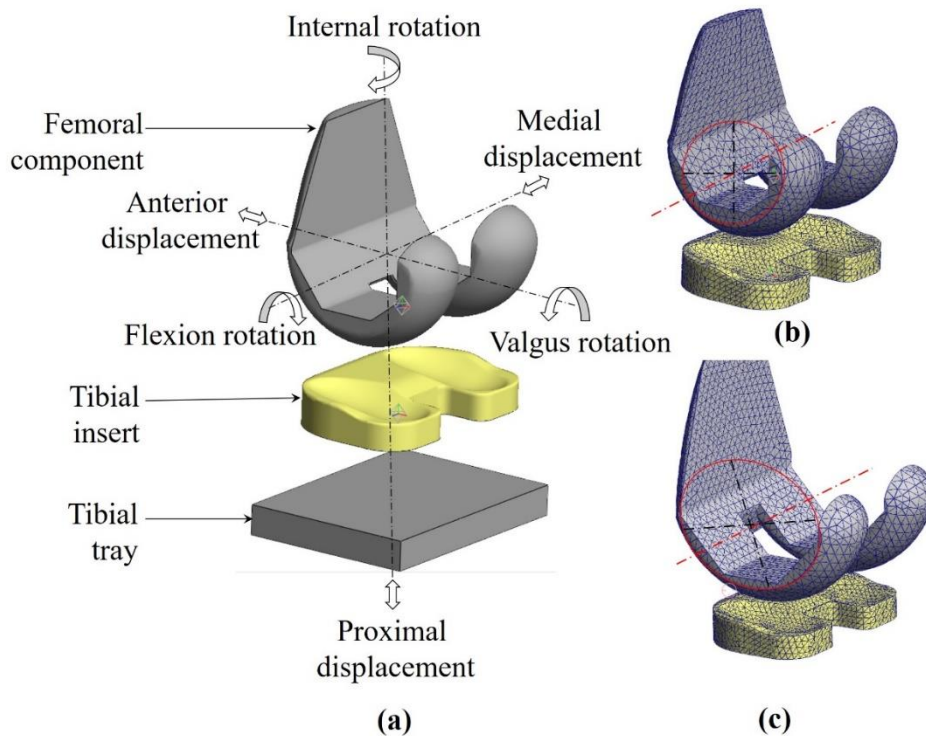 Internal rotation
Femoral
component
Medial
displacement
Anterior
displacement
Flexion rotation
Valgus rotation
Tibial
insert
Tibial
tray
Proximal
displacement
(a)
(b)
(c)